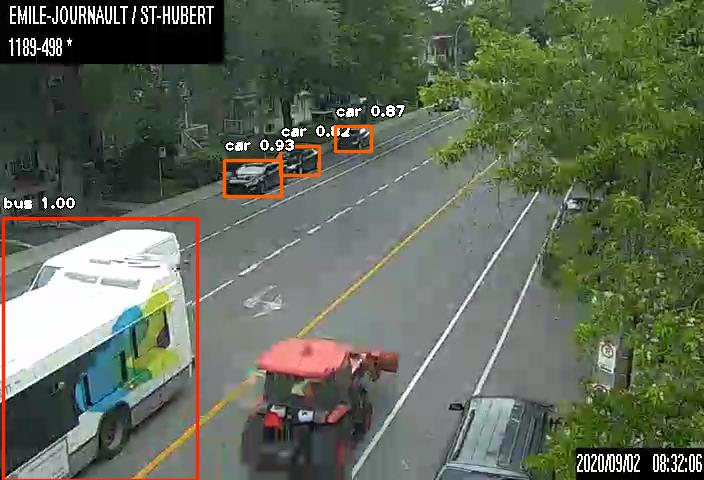 EMILE-JOURNAULT / ST-HUBERT
1189-498 *
car 0.87
car 0.82
car 0.93
bus 1.00
2020/09/02 08:32:06